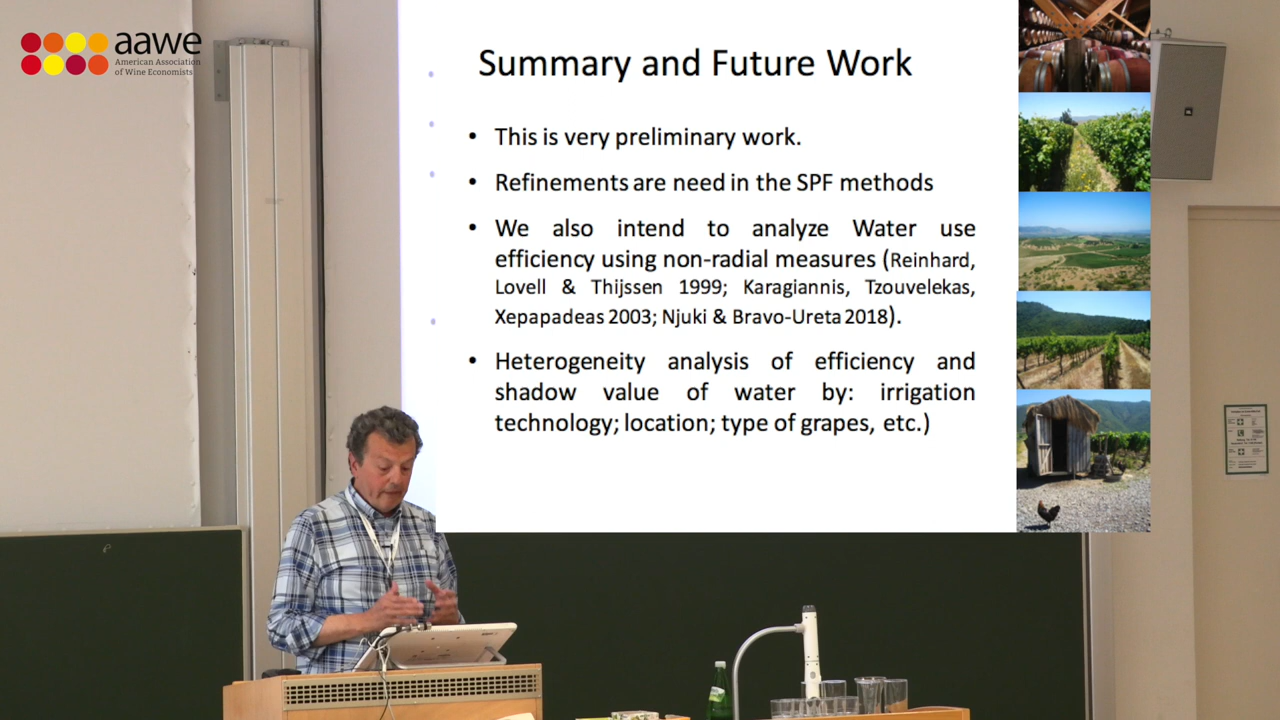 aawe
American Association
of Wine Economists
Summary and Future Work
• This is very preliminary work.
• Refinements are need in the SPF methods
• We also intend to analyze Water use
efficiency using non-radial measures (Reinhard,
Lovell & Thijssen 1999; Karagiannis, Tzouvelekas,
Xepapadeas 2003; Njuki & Bravo-Ureta 2018).
• Heterogeneity analysis of efficiency and
shadow value of water by: irrigation
technology; location; type of grapes, etc.)